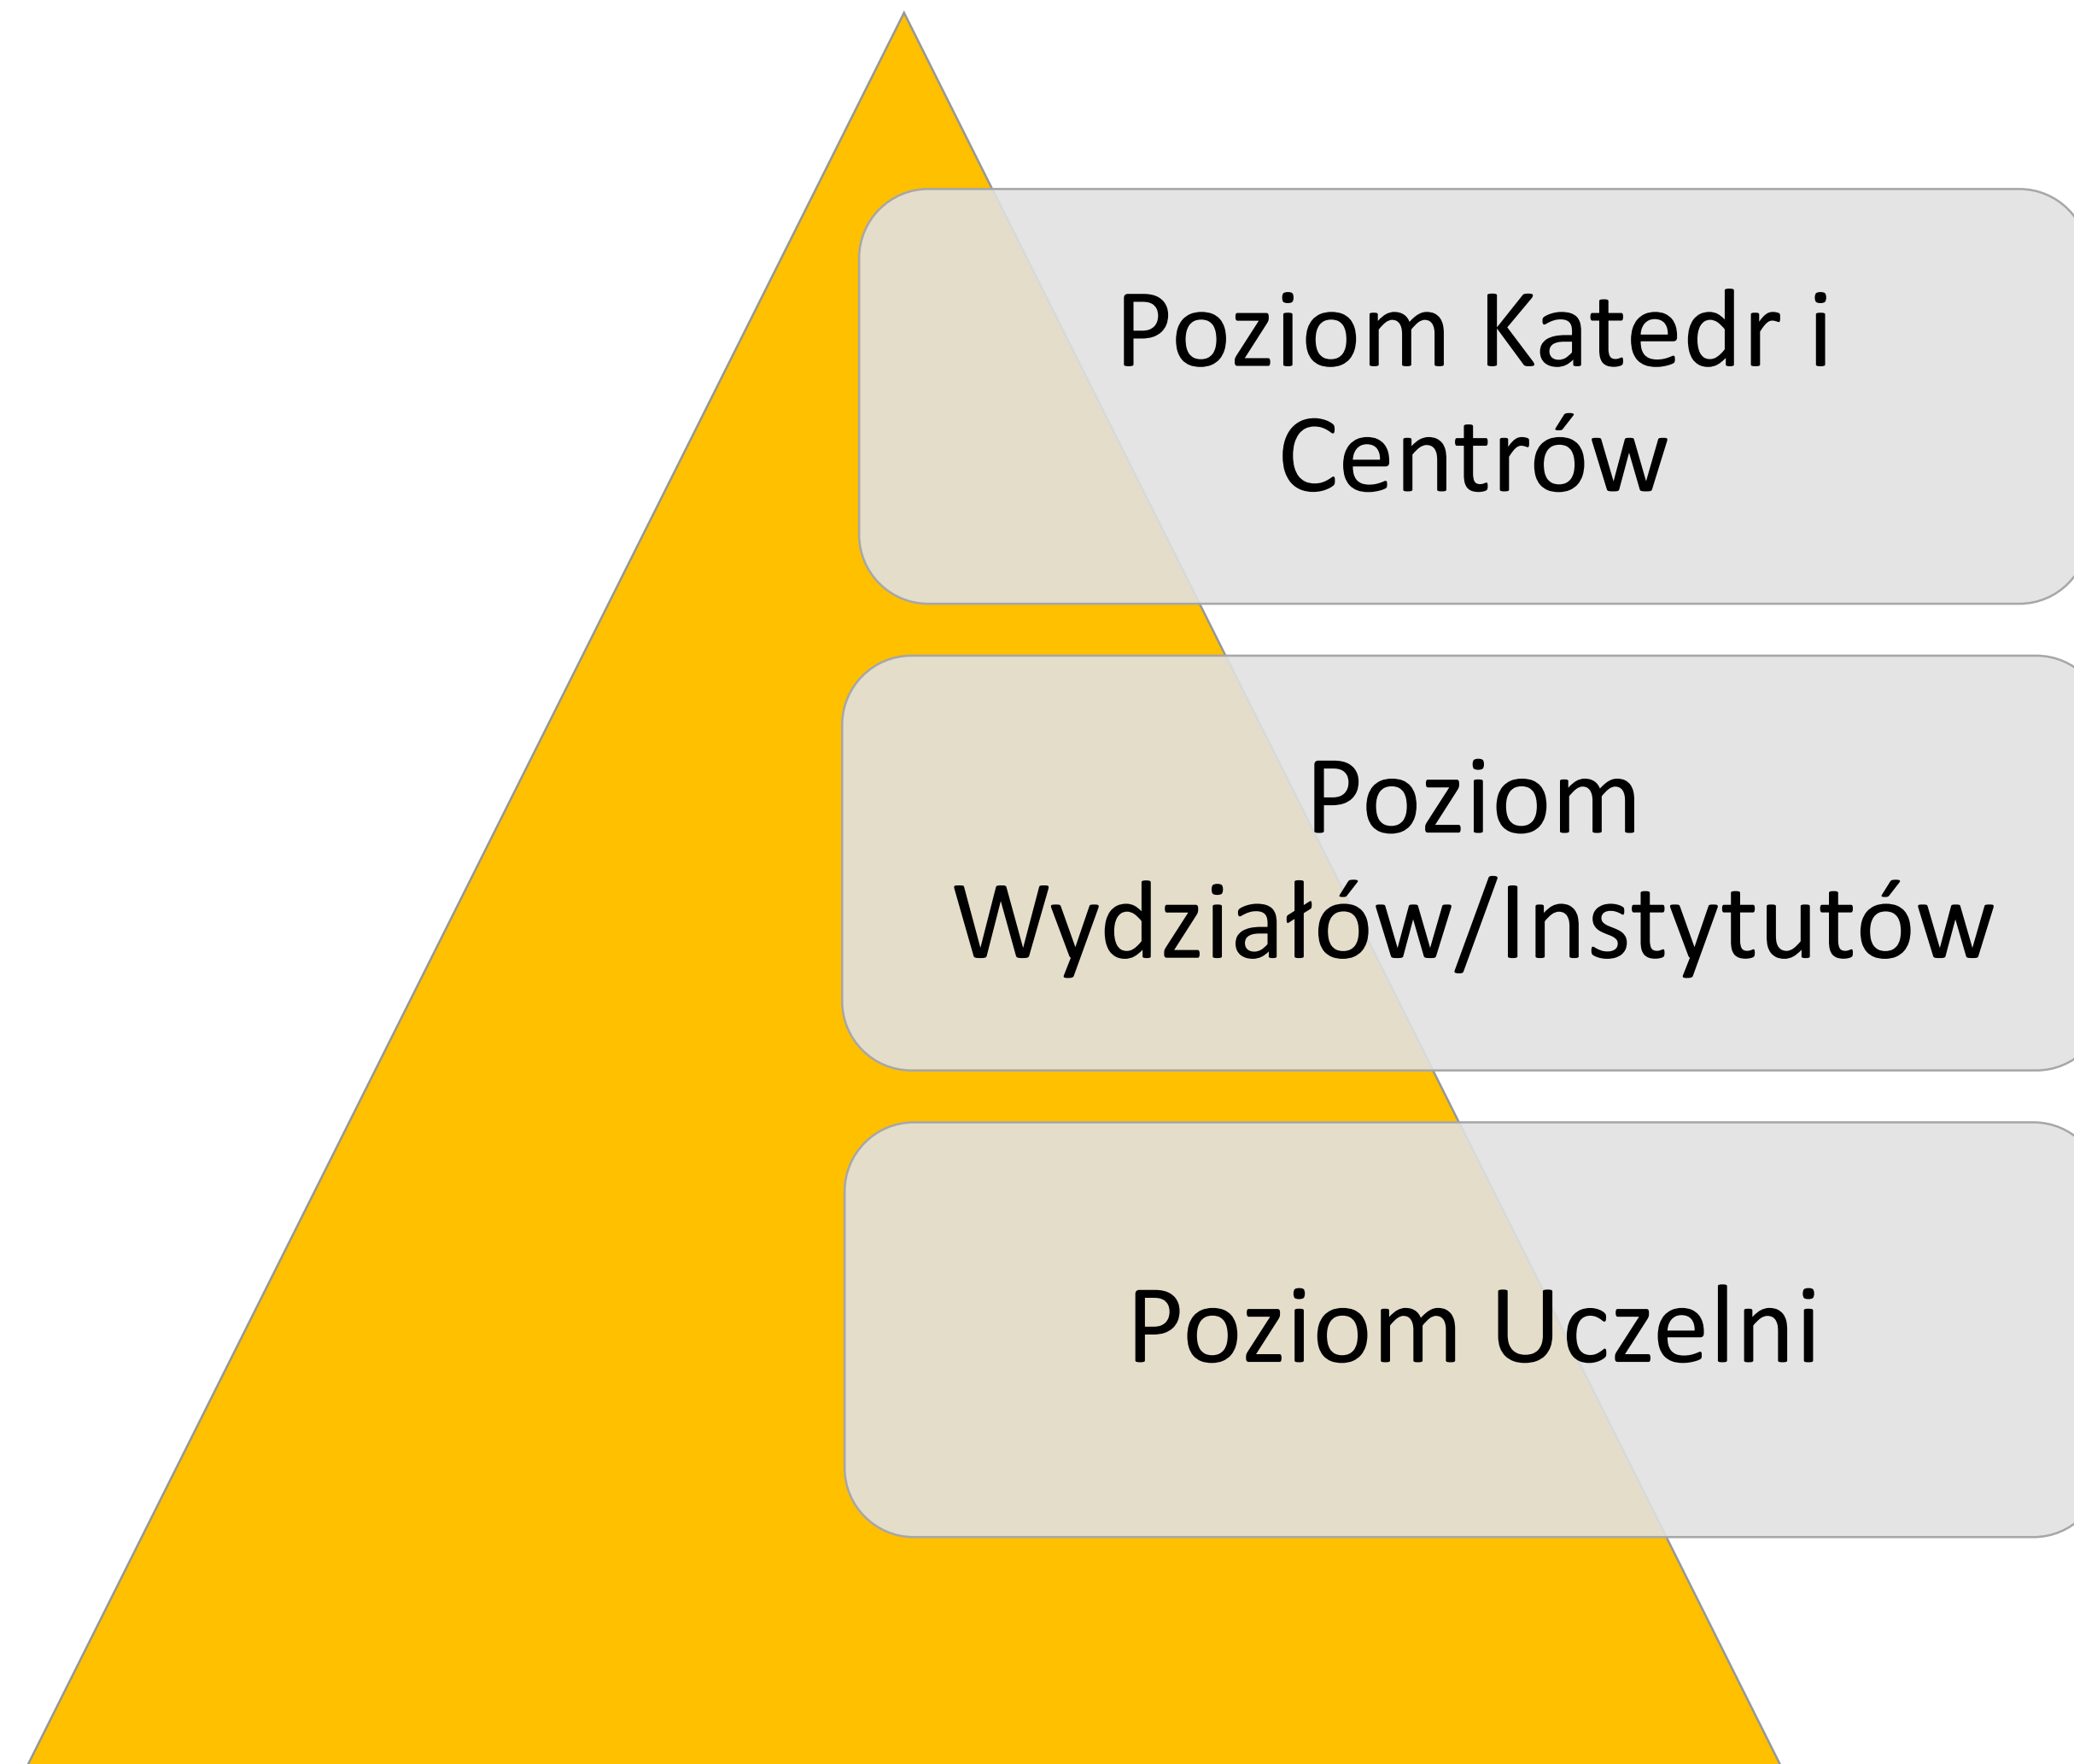 Poziom Katedr i
Centrów
Poziom
Wydziałów/Instytutów
Poziom Uczelni